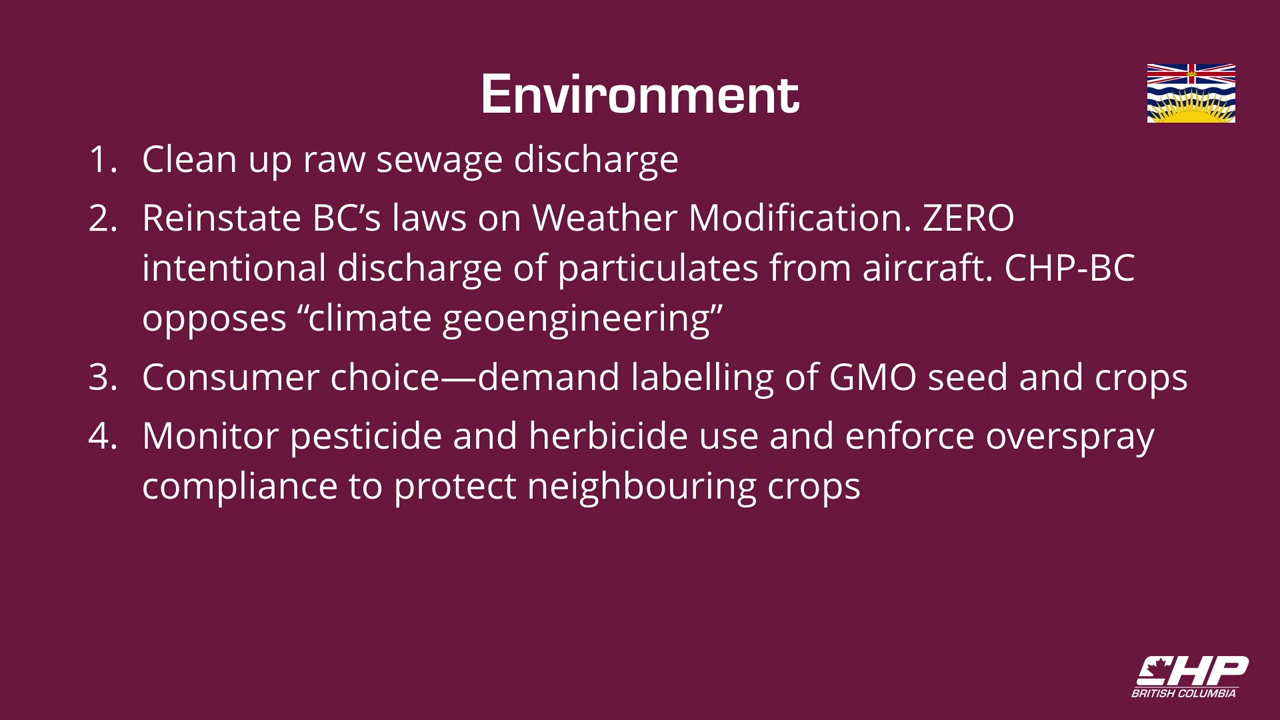 Environment
1. Clean up raw sewage discharge
2. Reinstate BC’s laws on Weather Modification. ZERO
intentional discharge of particulates from aircraft. CHP-BC
opposes “climate geoengineering”
3. Consumer choice—demand labelling of GMO seed and crops
4. Monitor pesticide and herbicide use and enforce overspray
compliance to protect neighbouring crops
CHP
BRITISH COLUMBIA